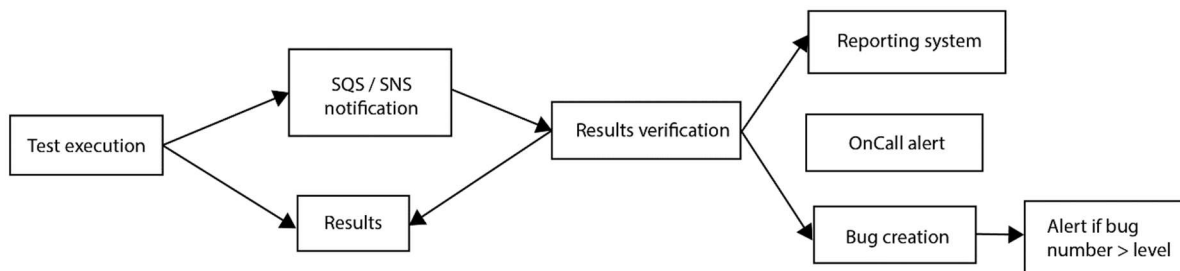 Test execution
SQS / SNS
notification
Results
Results verification
Reporting system
OnCall alert
Bug creation
Alert if bug
number > level